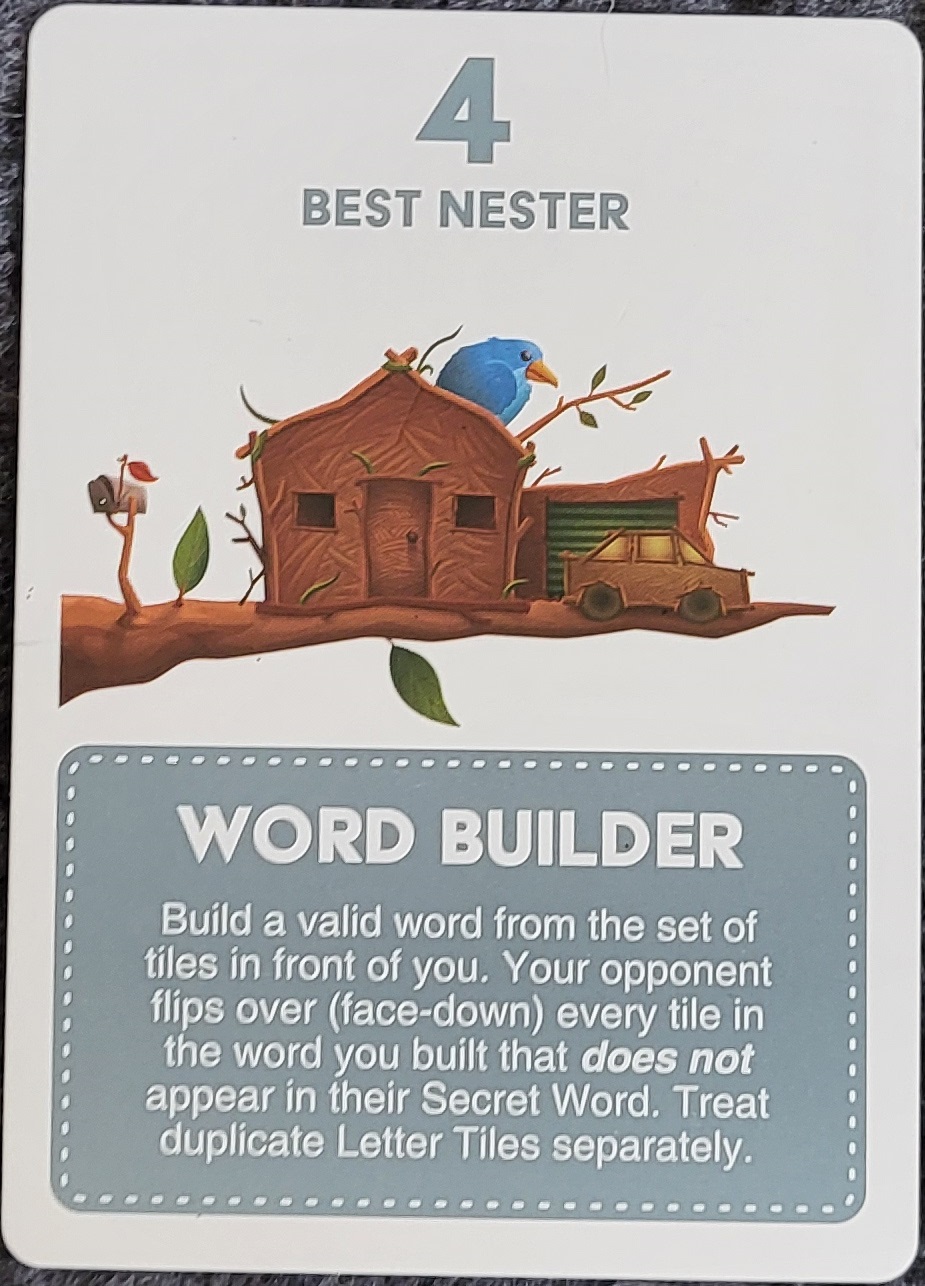 4
BEST NESTER
WORD BUILDER
Build a valid word from the set of
tiles in front of you. Your opponent
flips over (face-down) every tile in
the word you built that does not
appear in their Secret Word. Treat
duplicate Letter Tiles separately.